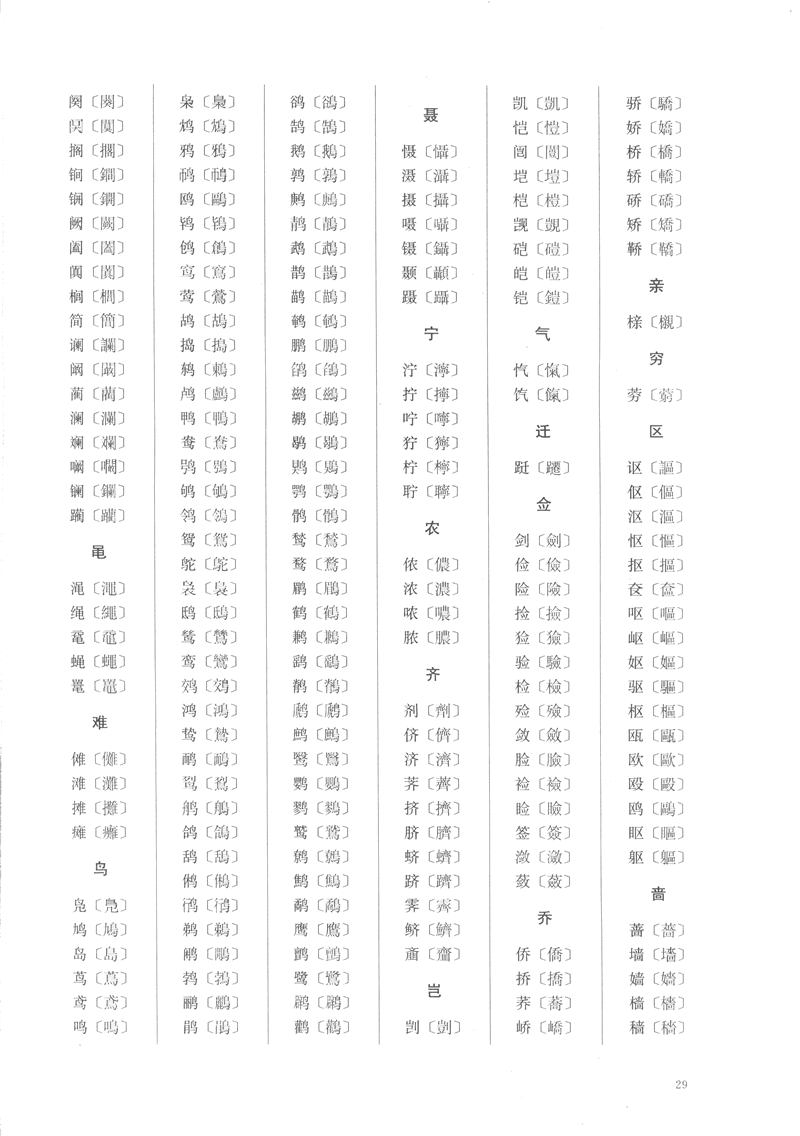 阕〔闋〕
阒〔闃〕
搁〔擱〕
锏〔鐧〕
锎〔鐦〕
阙〔闕〕
阖〔闔〕
阗〔闐〕
榈〔櫚〕
简〔簡〕
谰〔讕〕
阚〔闞〕
蔺〔藺〕
澜〔瀾〕
斓〔斕〕
㘎〔㘚〕
镧〔鑭〕
躏〔躪〕
黾
渑〔澠〕
绳〔繩〕
鼋〔黿〕
蝇〔蠅〕
鼍〔鼉〕
难
傩〔儺〕
滩〔灘〕
摊〔攤〕
瘫〔癱〕
鸟
凫〔鳧〕
鸠〔鳩〕
岛〔島〕
茑〔蔦〕
鸢〔鳶〕
鸣〔鳴〕
枭〔梟〕
鸩〔鴆〕
鸦〔鴉〕
䴓〔鳾〕
鸥〔鷗〕
鸨〔鴇〕
鸧〔鶬〕
窎〔窵〕
莺〔鶯〕
鸪〔鴣〕
捣〔搗〕
鸫〔鶇〕
鸬〔鸕〕
鸭〔鴨〕
鸯〔鴦〕
鸮〔鴞〕
鸲〔鴝〕
鸰〔鴒〕
鸳〔鴛〕
鸵〔鴕〕
袅〔裊〕
鸱〔鴟〕
鸶〔鷥〕
鸾〔鸞〕
䴔〔鵁〕
鸿〔鴻〕
鸷〔鷙〕
鸸〔鴯〕
䴕〔鴷〕
鸼〔鵃〕
鸽〔鴿〕
鸹〔鴰〕
鸺〔鵂〕
鸻〔鴴〕
鹈〔鵜〕
鹇〔鷴〕
鹁〔鵓〕
鹂〔鸝〕
鹃〔鵑〕
鹆〔鵒〕
鹄〔鵠〕
鹅〔鵝〕
鹑〔鶉〕
鹒〔鶊〕
䴖〔鶄〕
鹉〔鵡〕
鹊〔鵲〕
鹋〔鶓〕
鹌〔鵪〕
鹏〔鵬〕
鹐〔鵮〕
鹚〔鷀〕
鹕〔鶘〕
鹖〔鶡〕
䴗〔鶪〕
鹗〔鶚〕
鹘〔鶻〕
鹙〔鶖〕
鹜〔鶩〕
鹛〔鶥〕
鹤〔鶴〕
鹣〔鶼〕
鹞〔鷂〕
鹡〔鶺〕
䴘〔鷉〕
鹧〔鷓〕
鹥〔鷖〕
鹦〔鸚〕
鹨〔鷚〕
鹫〔鷲〕
鹩〔鷯〕
鹪〔鷦〕
鹬〔鷸〕
鹰〔鷹〕
鹯〔鸇〕
鹭〔鷺〕
䴙〔鸊〕
鹳〔鸛〕
聂
慑〔懾〕
滠〔灄〕
摄〔攝〕
嗫〔囁〕
镊〔鑷〕
颞〔顳〕
蹑〔躡〕
宁
泞〔濘〕
拧〔擰〕
咛〔嚀〕
狞〔獰〕
柠〔檸〕
聍〔聹〕
农
侬〔儂〕
浓〔濃〕
哝〔噥〕
脓〔膿〕
齐
剂〔劑〕
侪〔儕〕
济〔濟〕
荠〔薺〕
挤〔擠〕
脐〔臍〕
蛴〔蠐〕
跻〔躋〕
霁〔霽〕
鲚〔鱭〕
齑〔齏〕
岂
剀〔剴〕
凯〔凱〕
恺〔愷〕
闿〔闓〕
垲〔塏〕
桤〔榿〕
觊〔覬〕
硙〔磑〕
皑〔皚〕
铠〔鎧〕
气
忾〔愾〕
饩〔餼〕
迁
跹〔躚〕
佥
剑〔劍〕
俭〔儉〕
险〔險〕
捡〔撿〕
猃〔獫〕
验〔驗〕
检〔檢〕
殓〔殮〕
敛〔斂〕
脸〔臉〕
裣〔襝〕
睑〔瞼〕
签〔簽〕
潋〔瀲〕
蔹〔蘞〕
乔
侨〔僑〕
挢〔撟〕
荞〔蕎〕
峤〔嶠〕
骄〔驕〕
娇〔嬌〕
桥〔橋〕
轿〔轎〕
硚〔礄〕
矫〔矯〕
鞒〔鞽〕
亲
榇〔櫬〕
穷
䓖〔藭〕
区
讴〔謳〕
伛〔傴〕
沤〔漚〕
怄〔慪〕
抠〔摳〕
奁〔奩〕
呕〔嘔〕
岖〔嶇〕
妪〔嫗〕
驱〔驅〕
枢〔樞〕
瓯〔甌〕
欧〔歐〕
殴〔毆〕
鸥〔鷗〕
眍〔瞘〕
躯〔軀〕
啬
蔷〔薔〕
墙〔墻〕
嫱〔嬙〕
樯〔檣〕
穑〔穡〕
29